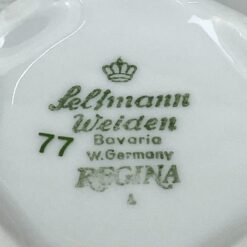 Seltmann
Weiden
Bavaria
77
W. Germany
REGINA